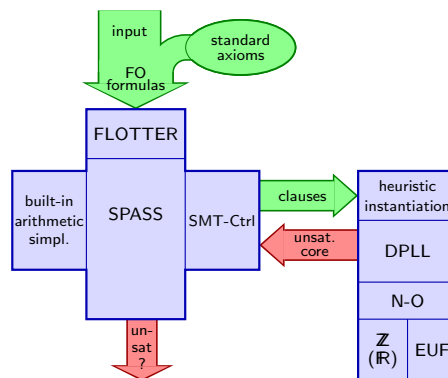 input
standard
axioms
FO
formulas
FLOTTER
built-in
arithmetic
simpl.
SPASS
SMT-Ctrl
clauses
unsat.
core
heuristic
instantiation
DPLL
N-O
ℤ
(ℝ)
EUF
un-
sat
?